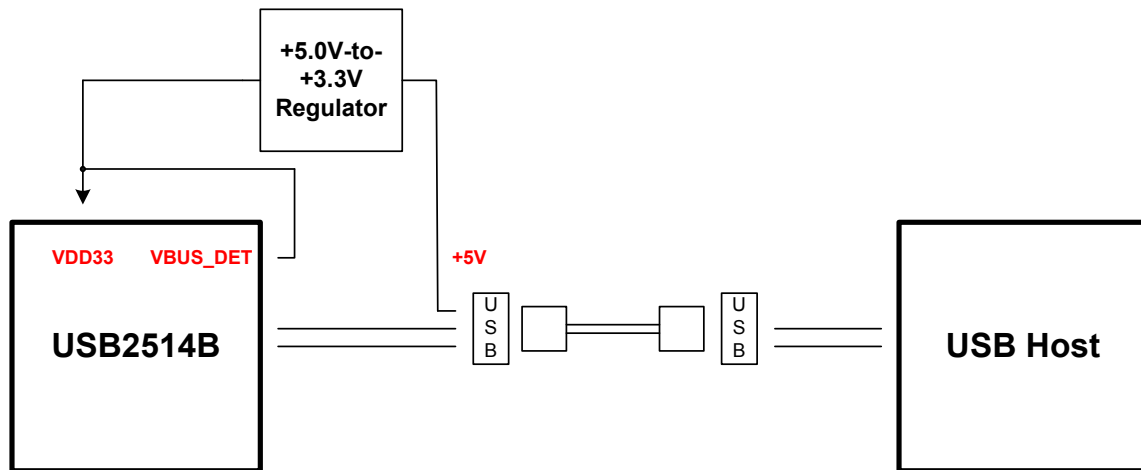 +5.0V-to-
+3.3V
Regulator
VDD33
VBUS_DET
+5V
U
S
B
U
S
B
USB2514B
USB Host